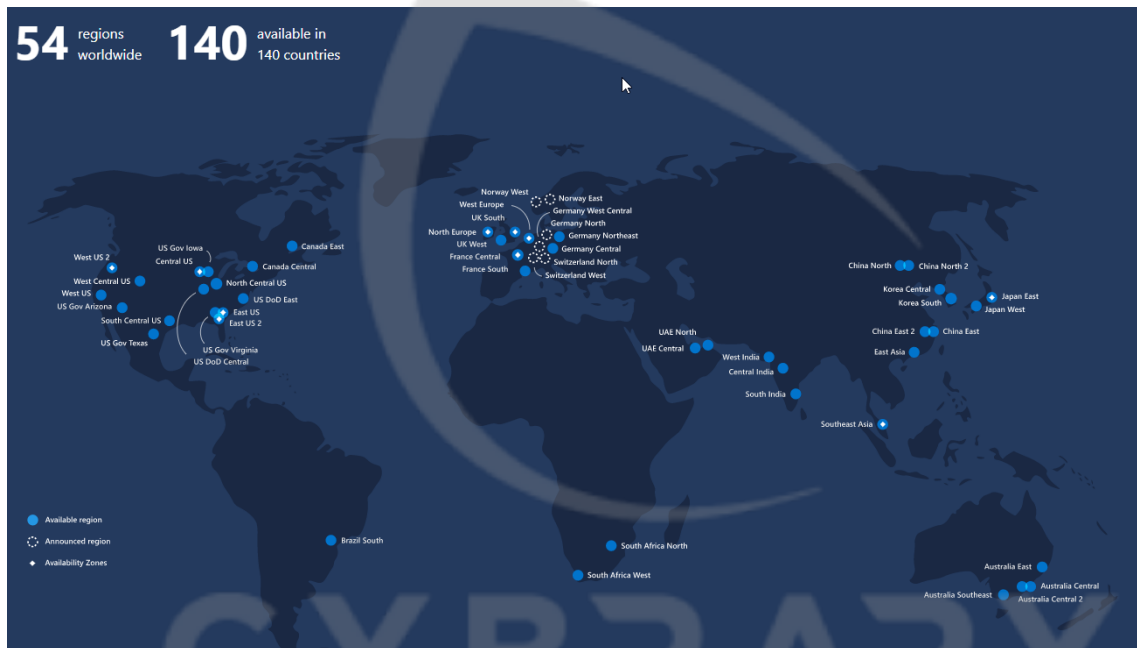 54 regions worldwide
140 available in 140 countries
Norway West
Norway East
West Europe
Germany West Central
UK South
Germany North
North Europe
Germany Northeast
UK West
Germany Central
France Central
Switzerland North
France South
Switzerland West
US Gov Iowa
Canada East
West US 2
Central US
Canada Central
West Central US
North Central US
West US
US DoD East
US Gov Arizona
East US
South Central US
East US 2
US Gov Texas
US Gov Virginia
US DoD Central
China North
China North 2
Korea Central
Korea South
Japan East
Japan West
UAE North
China East 2
China East
UAE Central
West India
East Asia
Central India
South India
Southeast Asia
Available region
Announced region
Availability Zones
Brazil South
South Africa North
South Africa West
Australia East
Australia Central
Australia Southeast
Australia Central 2
CYBRARY